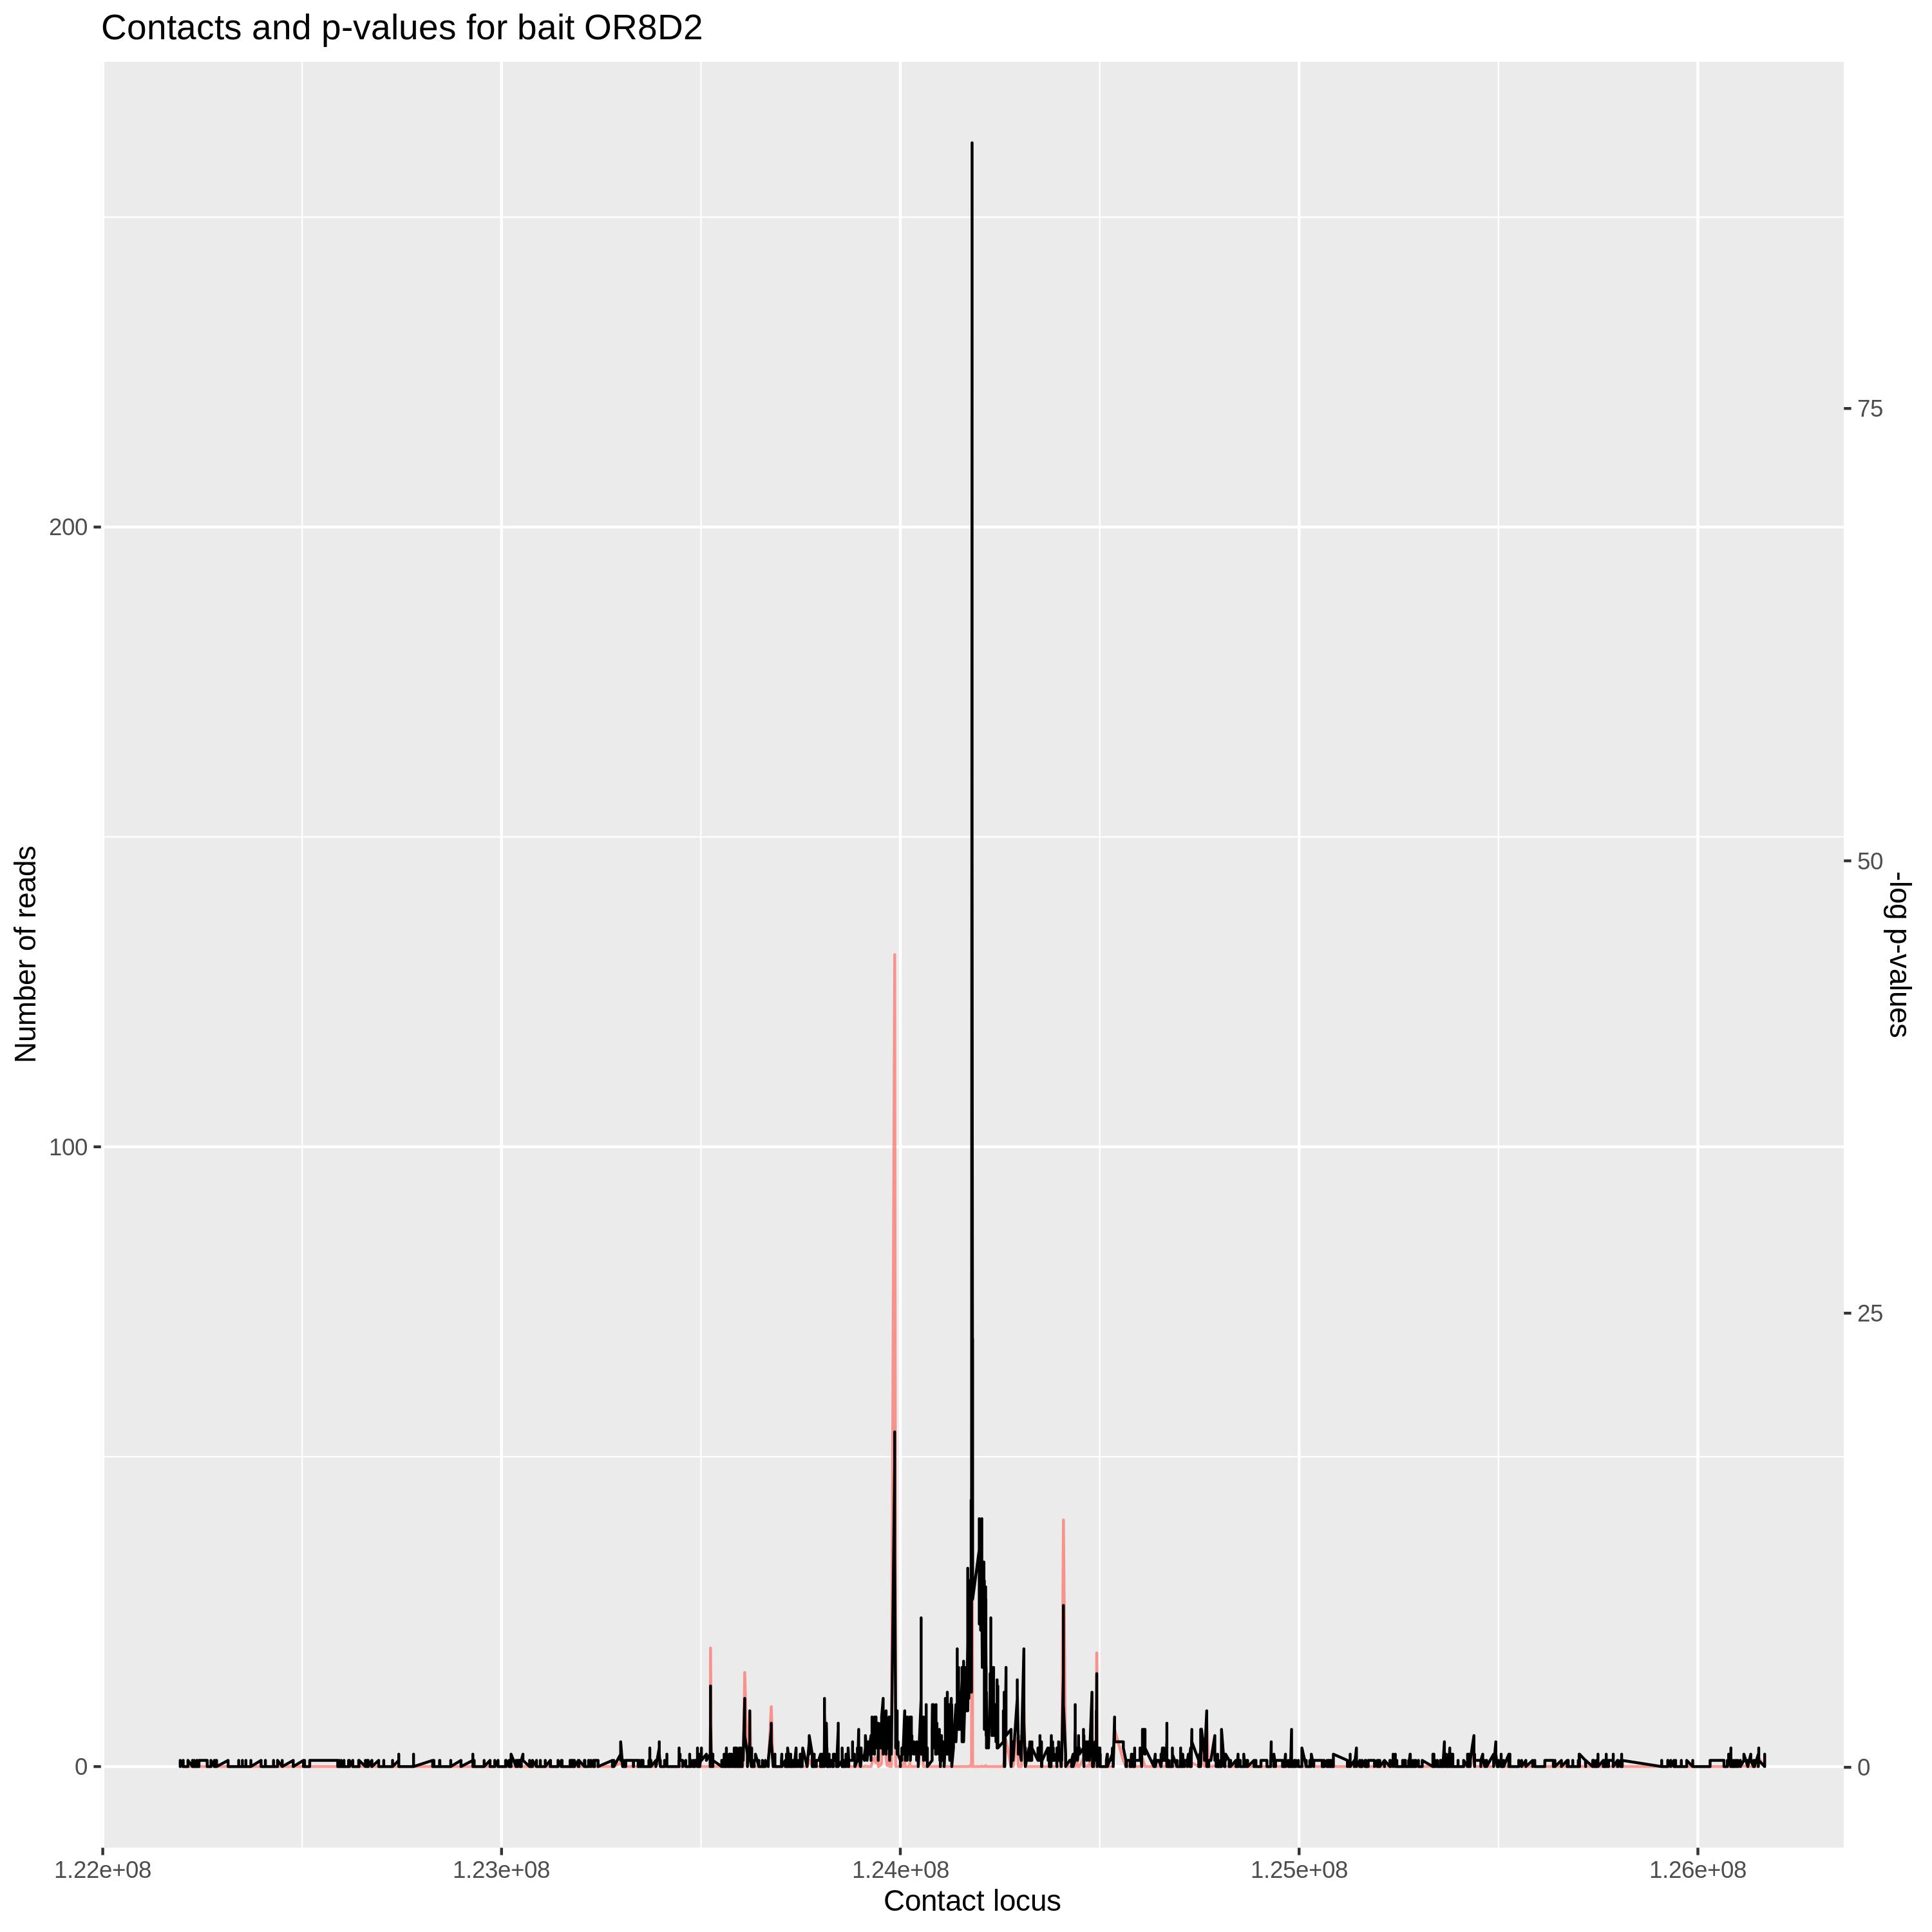 Contacts and p-values for bait OR8D2
Number of reads
200
100
0
75
50
25
0
-log p-values
1.22e+08
1.23e+08
1.24e+08
1.25e+08
1.26e+08
Contact locus